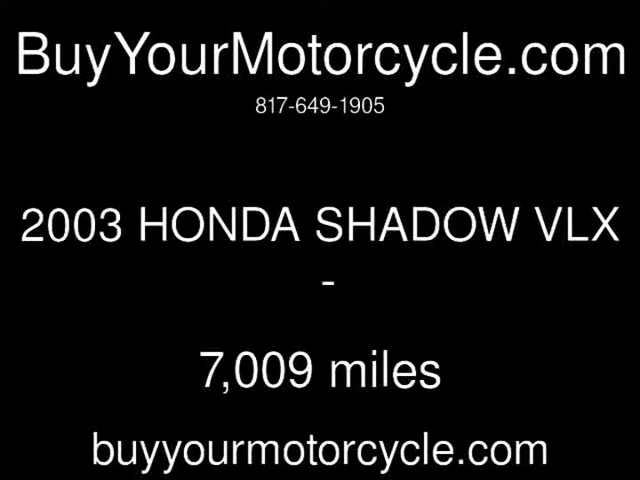 BuyYourMotorcycle.com
817-649-1905
2003 HONDA SHADOW VLX
-
7,009 miles
buyyourmotorcycle.com